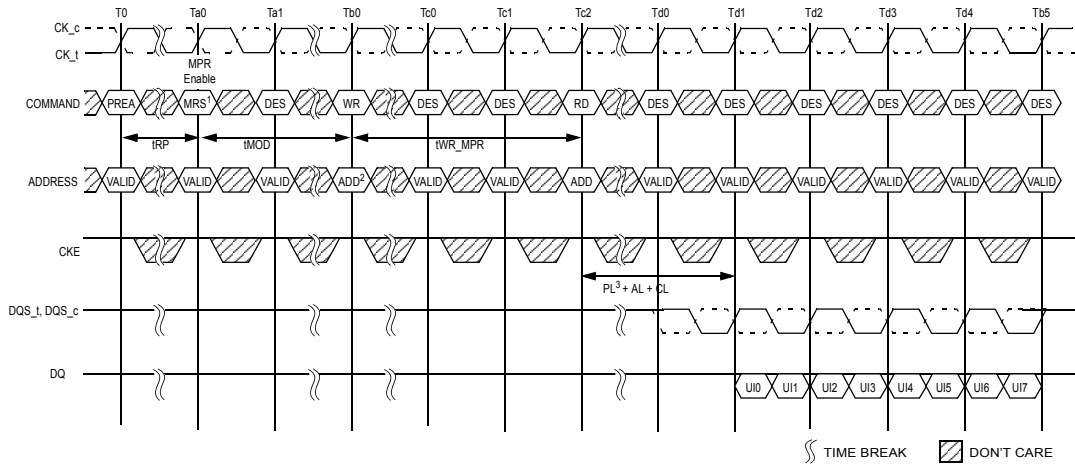 T0 Ta0 Ta1 Tb0 Tc0 Tc1 Tc2 Td0 Td1 Td2 Td3 Td4 Tb5
CK_c
CK_t
MPR
Enable
COMMAND PREA MRS¹ DES WR DES DES RD DES DES DES DES DES DES
tRP tMOD tWR_MPR
ADDRESS VALID VALID VALID ADD² VALID VALID ADD VALID VALID VALID VALID VALID VALID
CKE
PL³ + AL + CL
DQS_t, DQS_c
DQ UI0 UI1 UI2 UI3 UI4 UI5 UI6 UI7
TIME BREAK DON'T CARE